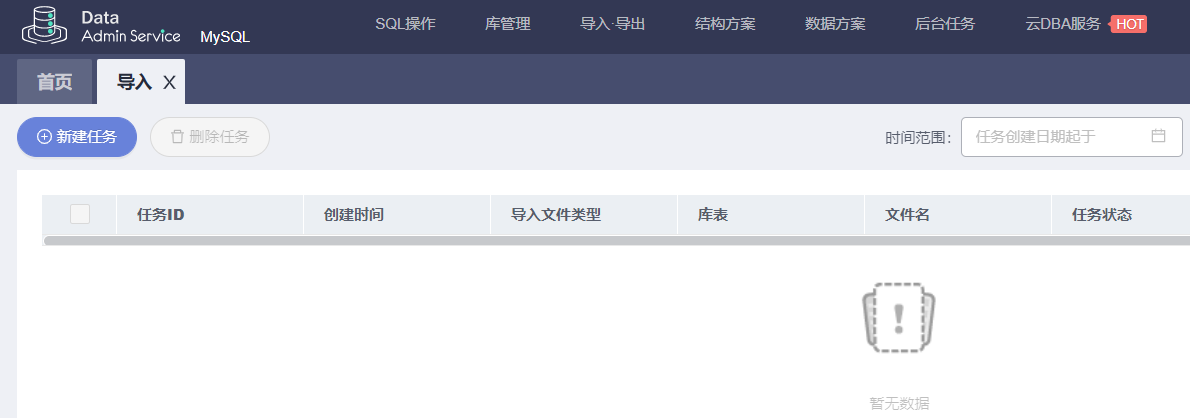 Data
Admin Service MySQL SQL操作 库管理 导入·导出 结构方案 数据方案 后台任务 云DBA服务 HOT
首页 导入 X
新建任务 删除任务 时间范围： 任务创建日期起于
任务ID 创建时间 导入文件类型 库表 文件名 任务状态
暂无数据